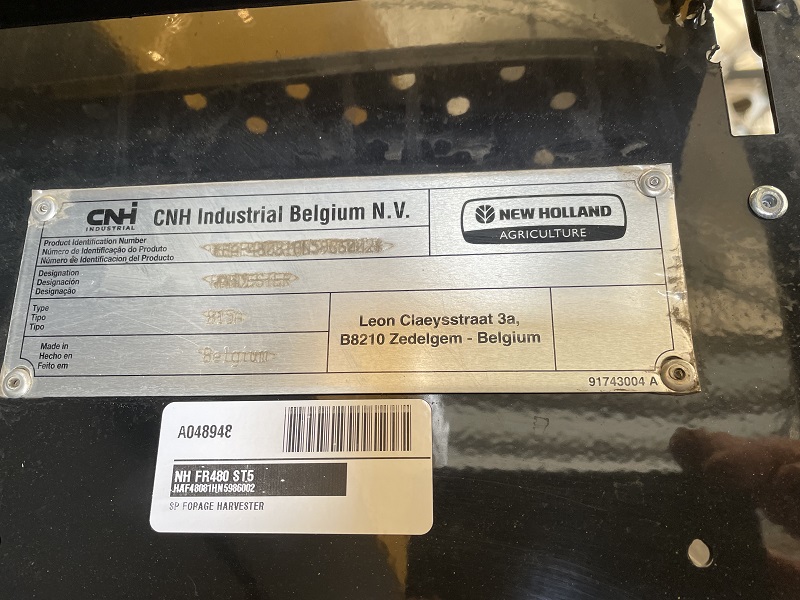 CNH
INDUSTRIAL
CNH Industrial Belgium N.V.
NEW HOLLAND
AGRICULTURE
Product Identification Number
Número de Identificação do Produto
Número de Identificacion del Producto
Designation
Designación
Designação
HARVESTER
Type
Tipo
Tipo
Made in
Hecho en
Feito em
Belgium
Leon Claeysstraat 3a,
B8210 Zedelgem - Belgium
91743004 A
A048948
NH FR480 ST5
HAF48081HN5986002
SP FOPAGE HARVESTER